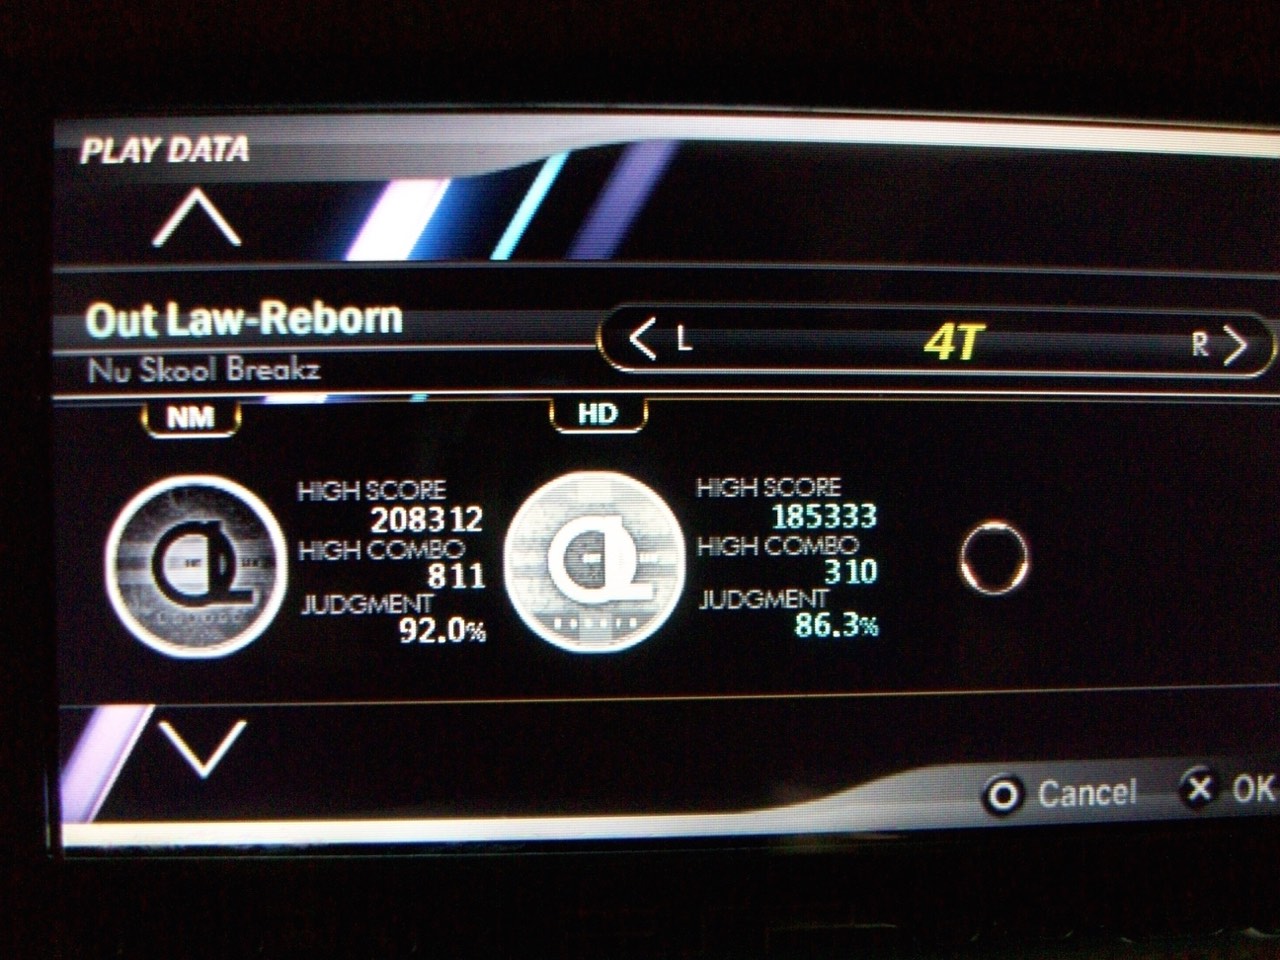 PLAY DATA
Out Law-Reborn
L 4T R
Nu Skool Breakz
NM
HD
HIGH SCORE
208312
HIGH COMBO
811
JUDGMENT
92.0%
HIGH SCORE
185333
HIGH COMBO
310
JUDGMENT
86.3%
Cancel
OK